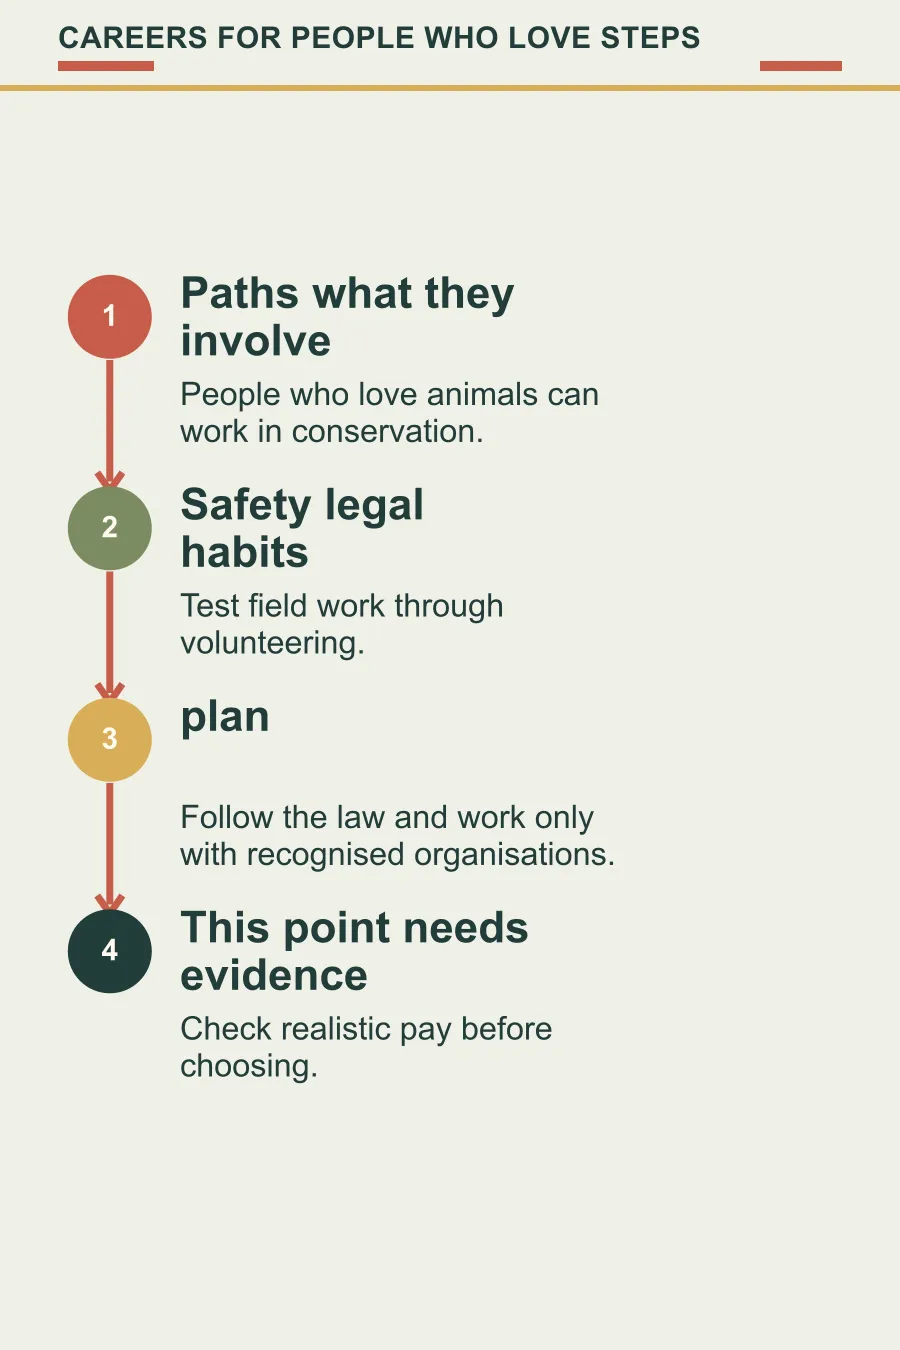 CAREERS FOR PEOPLE WHO LOVE STEPS
1
Paths what they
involve
People who love animals can
work in conservation.
2
Safety legal
habits
Test field work through
volunteering.
3
plan
Follow the law and work only
with recognised organisations.
4
This point needs
evidence
Check realistic pay before
choosing.